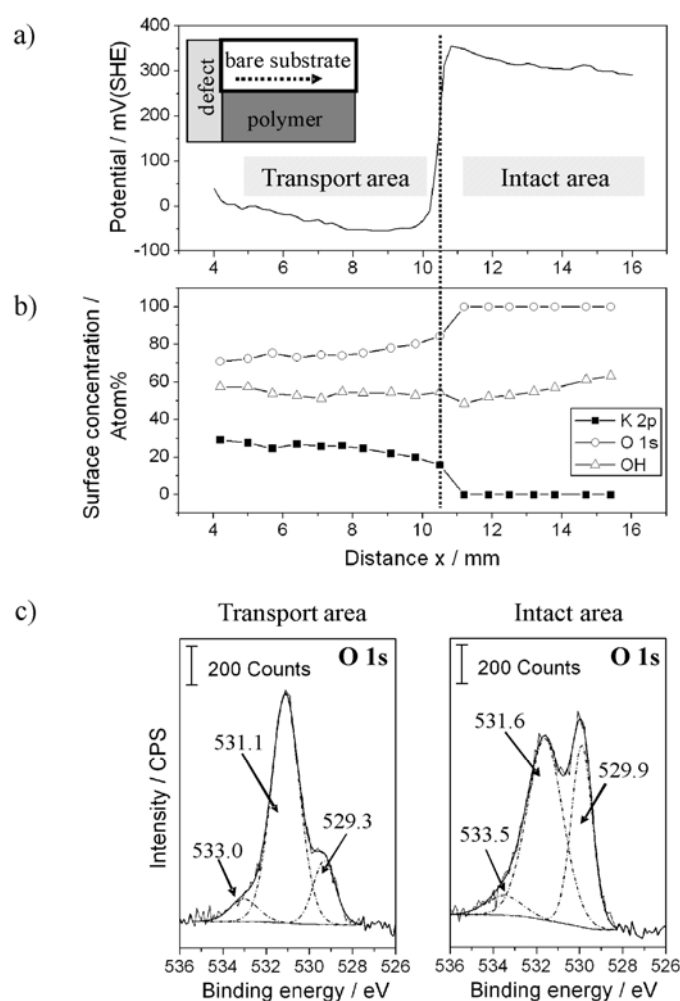 a)
400
300
200
100
0
-100
Potential / mV(SHE)
defect
bare substrate
polymer
Transport area
Intact area
4 6 8 10 12 14 16
b)
100
80
60
40
20
0
Surface concentration /
Atom%
K 2p
O 1s
OH
4 6 8 10 12 14 16
Distance x / mm
c)
Transport area
200 Counts
O 1s
531.1
533.0
529.3
Intensity / CPS
536 534 532 530 528 526
Binding energy / eV
Intact area
200 Counts
O 1s
531.6
529.9
533.5
536 534 532 530 528 526
Binding energy / eV